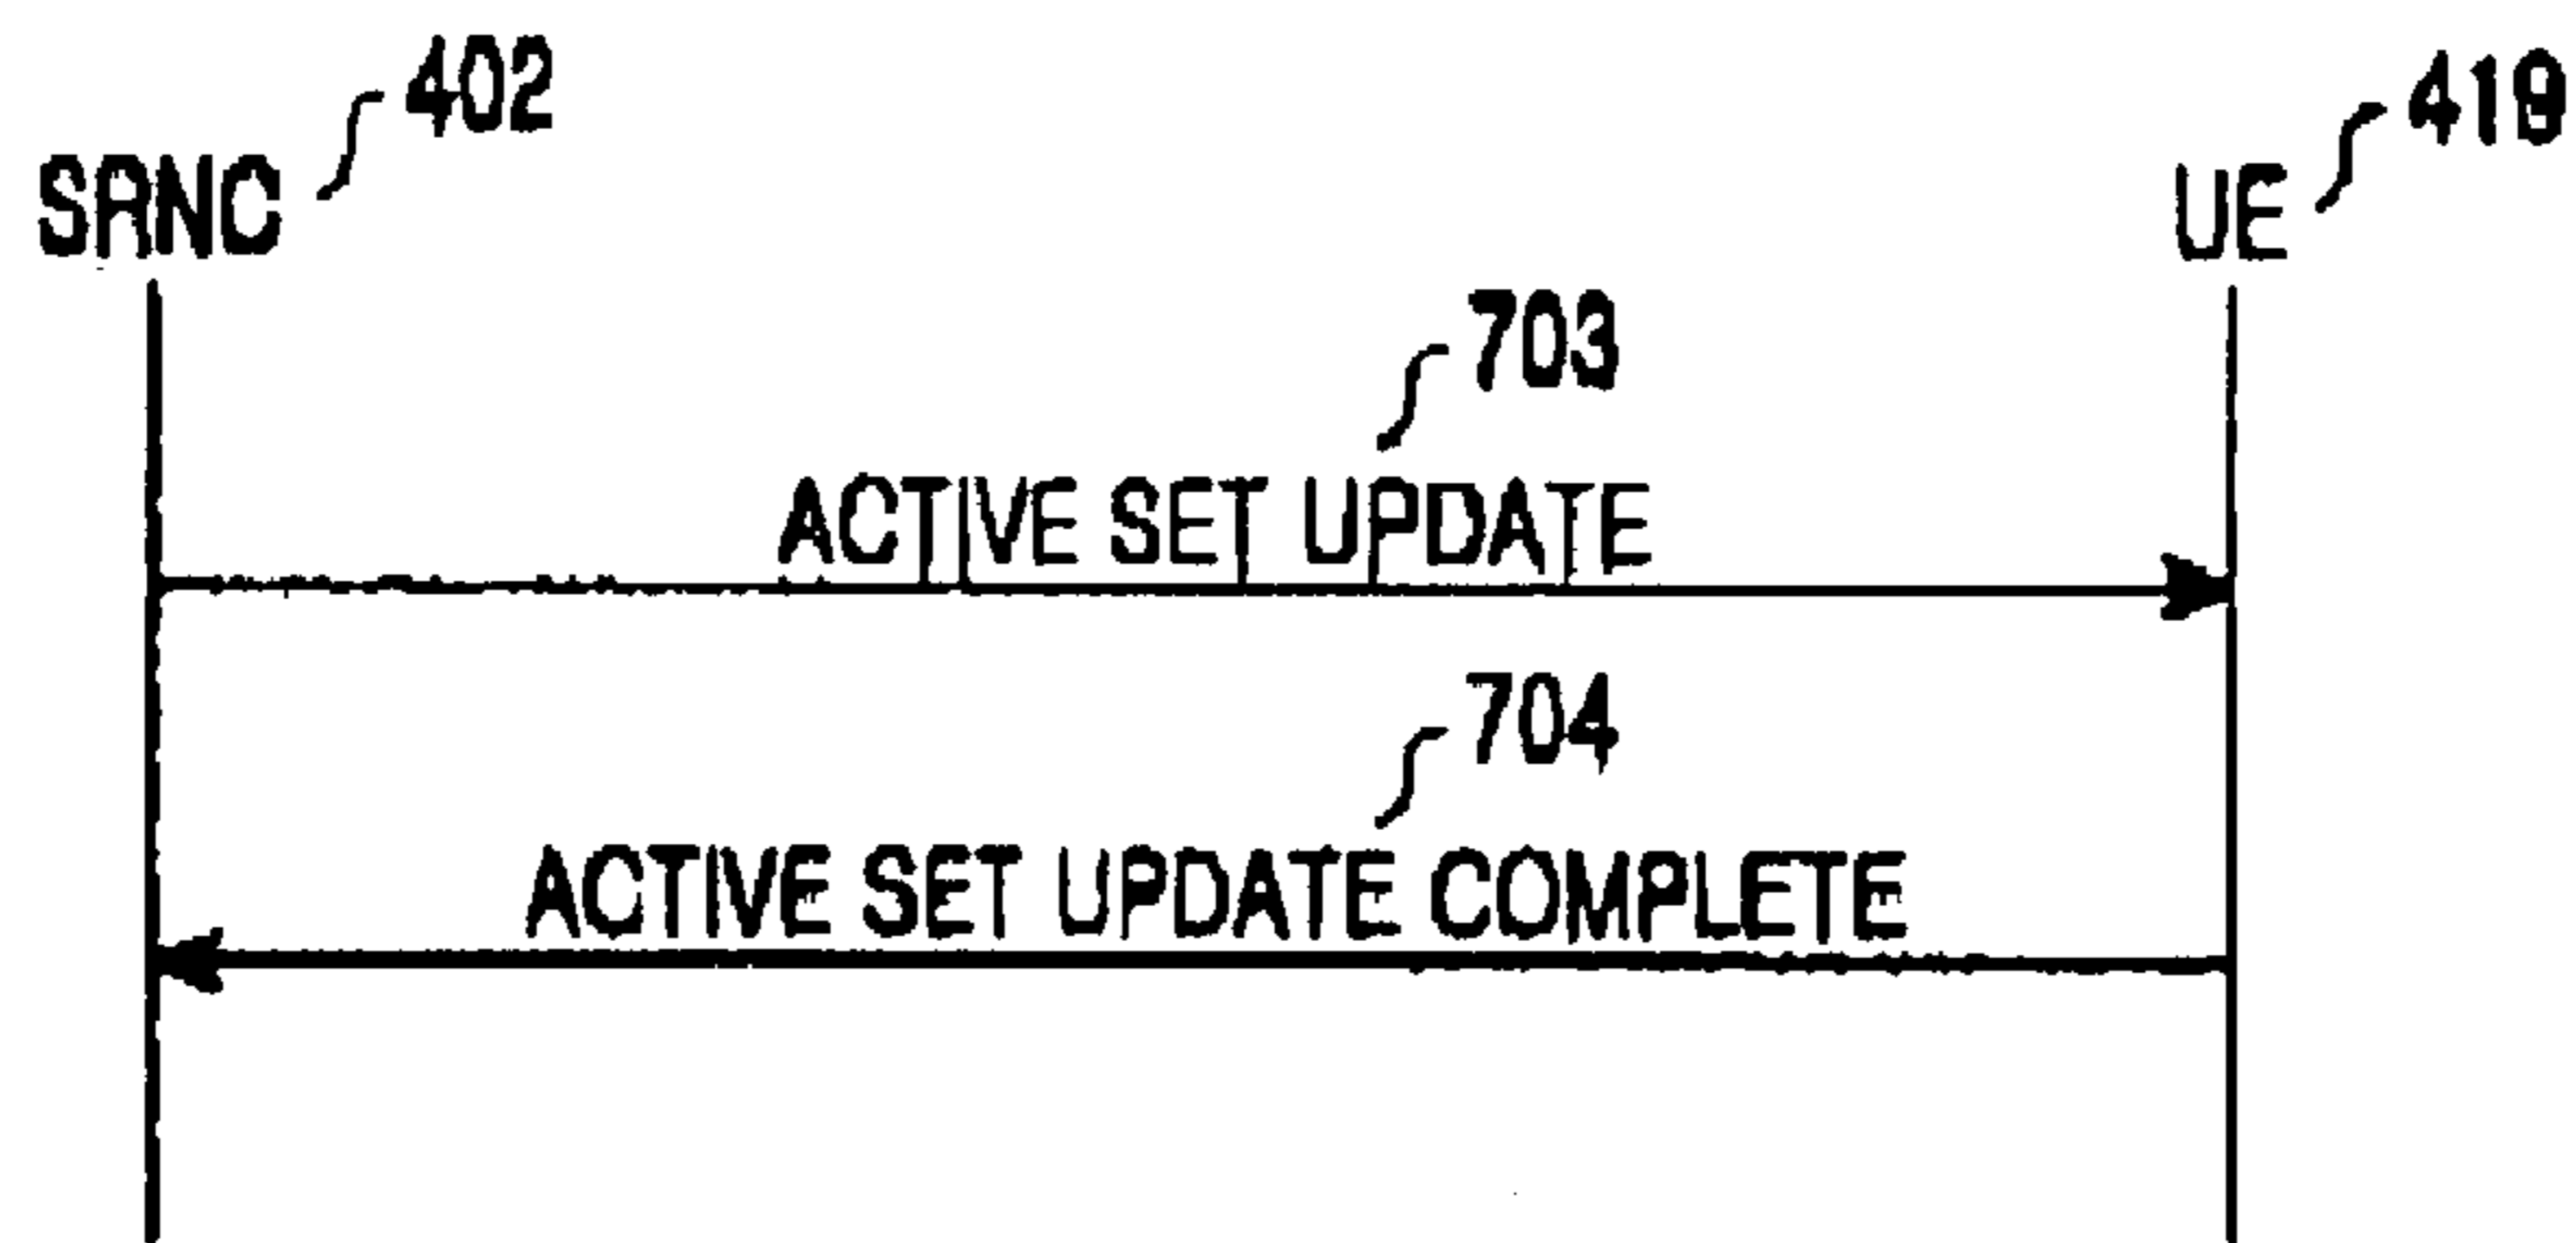 402
419
SRNC
UE
703
ACTIVE SET UPDATE
704
ACTIVE SET UPDATE COMPLETE